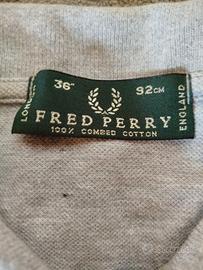 36" 92CM
LONDON
ENGLAND
FRED PERRY
100% COMBED COTTON